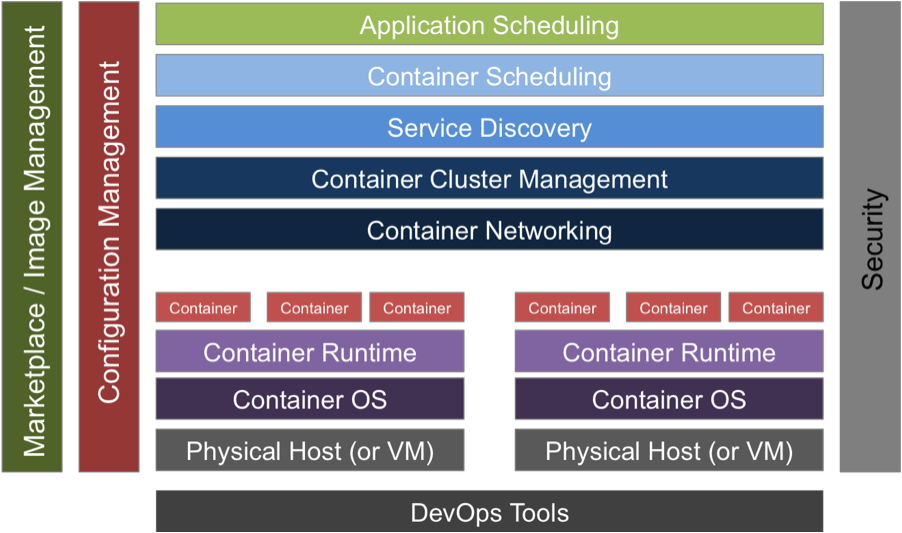 Marketplace / Image Management
Configuration Management
Application Scheduling
Container Scheduling
Service Discovery
Container Cluster Management
Container Networking
Container Container Container Container Container Container
Container Runtime Container Runtime
Container OS Container OS
Physical Host (or VM) Physical Host (or VM)
DevOps Tools
Security